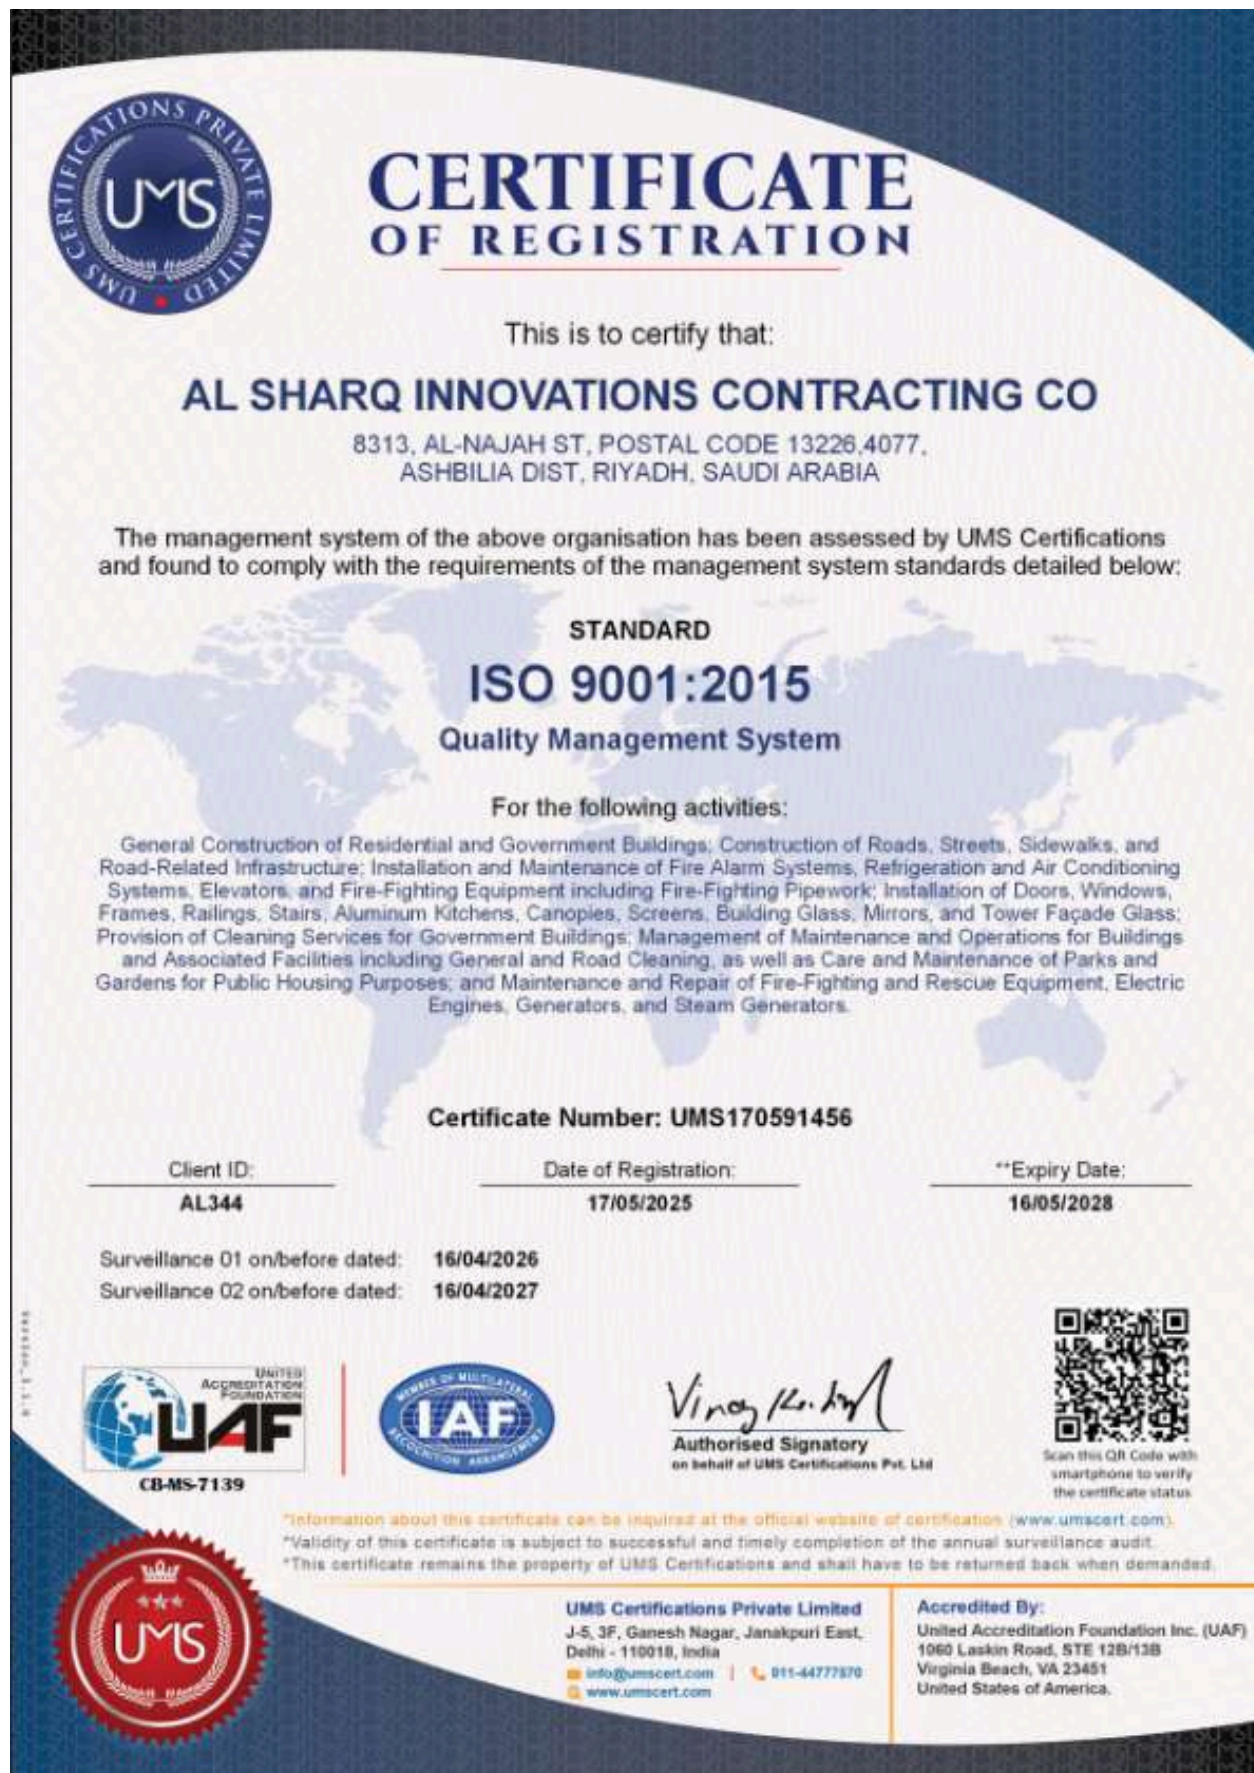 UMS CERTIFICATIONS PRIVATE LIMITED
UMS
CERTIFICATE
OF REGISTRATION
This is to certify that:
AL SHARQ INNOVATIONS CONTRACTING CO
8313, AL-NAJAH ST, POSTAL CODE 13226,4077,
ASHBILIA DIST, RIYADH, SAUDI ARABIA
The management system of the above organisation has been assessed by UMS Certifications
and found to comply with the requirements of the management system standards detailed below:
STANDARD
ISO 9001:2015
Quality Management System
For the following activities:
General Construction of Residential and Government Buildings; Construction of Roads, Streets, Sidewalks, and
Road-Related Infrastructure; Installation and Maintenance of Fire Alarm Systems, Refrigeration and Air Conditioning
Systems, Elevators, and Fire-Fighting Equipment including Fire-Fighting Pipework; Installation of Doors, Windows,
Frames, Railings, Stairs, Aluminum Kitchens, Canopies, Screens, Building Glass, Mirrors, and Tower Façade Glass;
Provision of Cleaning Services for Government Buildings; Management of Maintenance and Operations for Buildings
and Associated Facilities including General and Road Cleaning, as well as Care and Maintenance of Parks and
Gardens for Public Housing Purposes; and Maintenance and Repair of Fire-Fighting and Rescue Equipment, Electric
Engines, Generators, and Steam Generators.
Certificate Number: UMS170591456
Client ID: Date of Registration: **Expiry Date:
AL344 17/05/2025 16/05/2028
Surveillance 01 on/before dated: 16/04/2026
Surveillance 02 on/before dated: 16/04/2027
UNITED
ACCREDITATION
FOUNDATION
UAF
CB-MS-7139
MEMBER OF MULTILATERAL
IAF
RECOGNITION ARRANGEMENT
Authorised Signatory
on behalf of UMS Certifications Pvt. Ltd
Scan this QR Code with
smartphone to verify
the certificate status
*Information about this certificate can be inquired at the official website of certification (www.umscert.com).
*Validity of this certificate is subject to successful and timely completion of the annual surveillance audit.
*This certificate remains the property of UMS Certifications and shall have to be returned back when demanded.
UMS
UMS Certifications Private Limited
J-5, 3F, Ganesh Nagar, Janakpuri East,
Delhi - 110018, India
info@umscert.com | 011-44777870
www.umscert.com
Accredited By:
United Accreditation Foundation Inc. (UAF)
1060 Laskin Road, STE 12B/13B
Virginia Beach, VA 23451
United States of America.